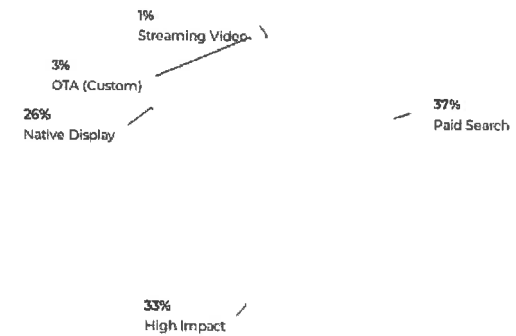 1%
Streaming Video
3%
OTA (Custom)
26%
Native Display
37%
Paid Search
33%
High Impact